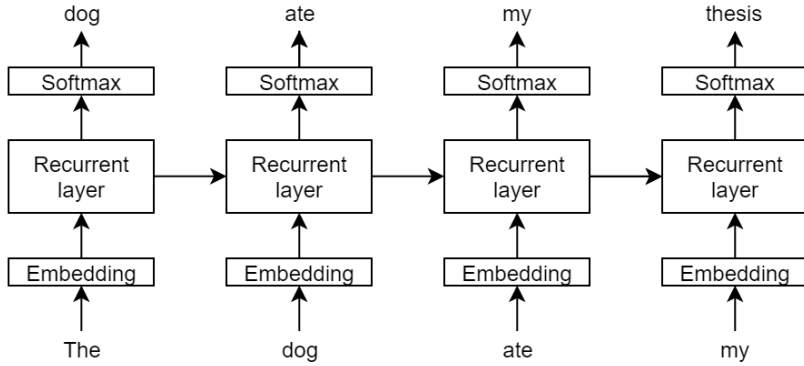 dog ate my thesis
Softmax Softmax Softmax Softmax
Recurrent layer Recurrent layer Recurrent layer Recurrent layer
Embedding Embedding Embedding Embedding
The dog ate my